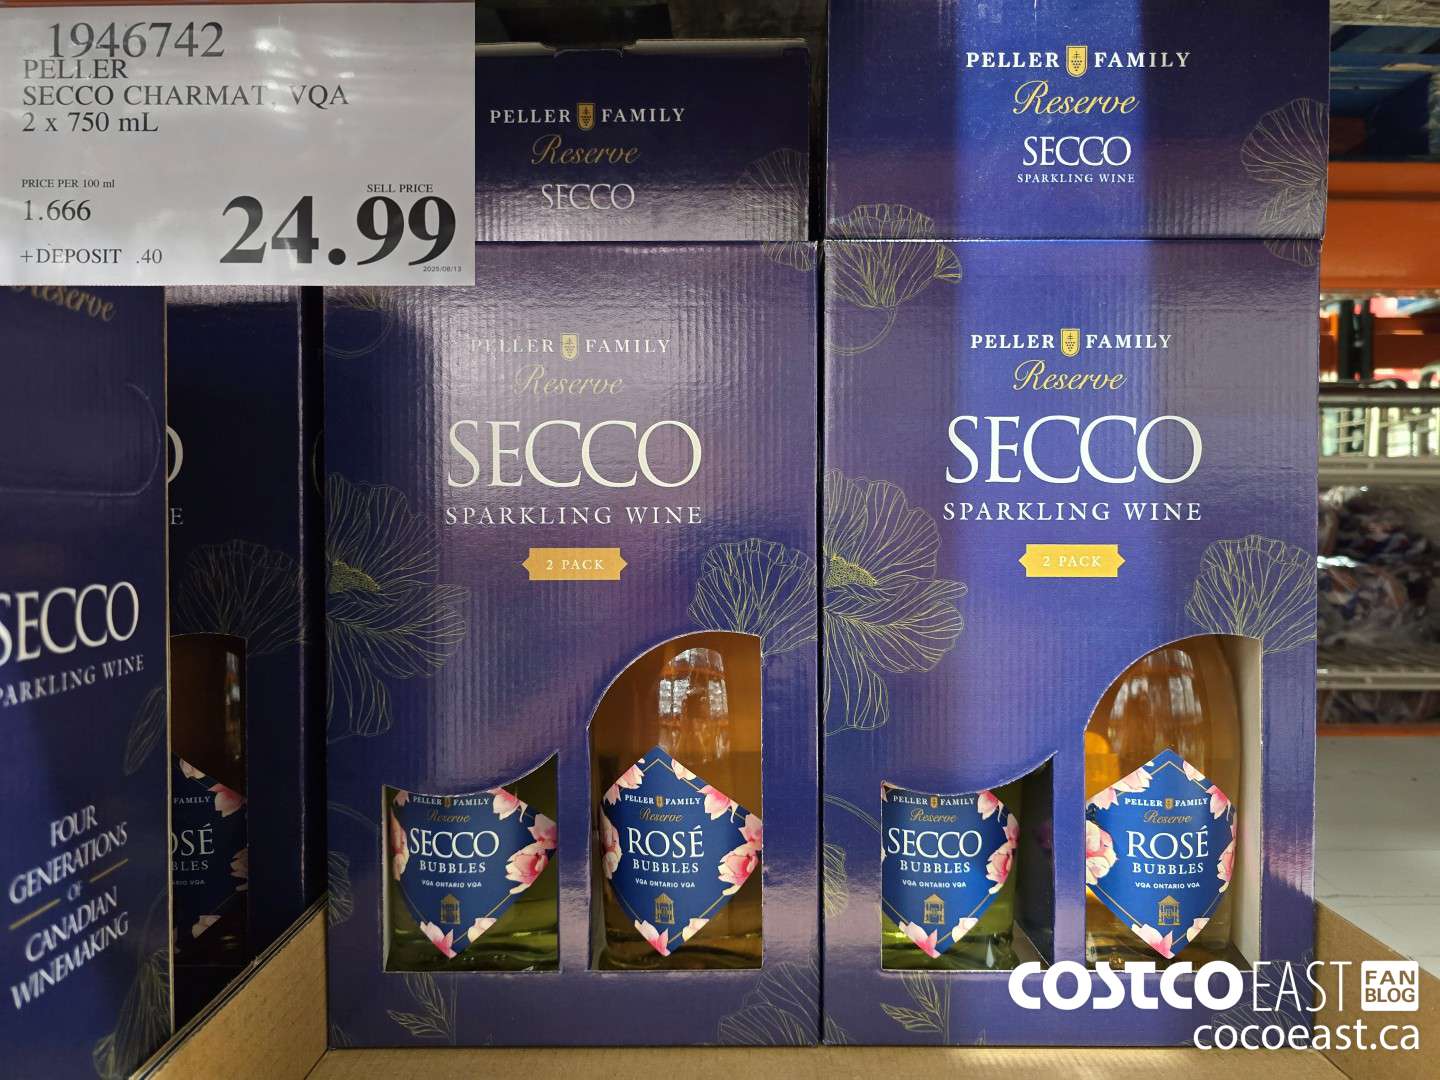 1946742
PELLER
SECCO CHARMAT, VQA
2 x 750 mL
PRICE PER 100 ml
1.666
SELL PRICE
24.99
+DEPOSIT .40
2025/08/13
PELLER FAMILY
Reserve
SECCO
PELLER FAMILY
Reserve
SECCO
SPARKLING WINE
Reserve
SECCO
SPARKLING WINE
FOUR
GENERATIONS
OF
CANADIAN
WINEMAKING
PELLER FAMILY
Reserve
SECCO
SPARKLING WINE
2 PACK
PELLER FAMILY
Reserve
SECCO
BUBBLES
VQA ONTARIO VQA
PELLER FAMILY
Reserve
ROSÉ
BUBBLES
VQA ONTARIO VQA
PELLER FAMILY
Reserve
SECCO
SPARKLING WINE
2 PACK
PELLER FAMILY
Reserve
SECCO
BUBBLES
VQA ONTARIO VQA
PELLER FAMILY
Reserve
ROSÉ
BUBBLES
VQA ONTARIO VQA
COSTCO EAST FAN BLOG
cocoeast.ca